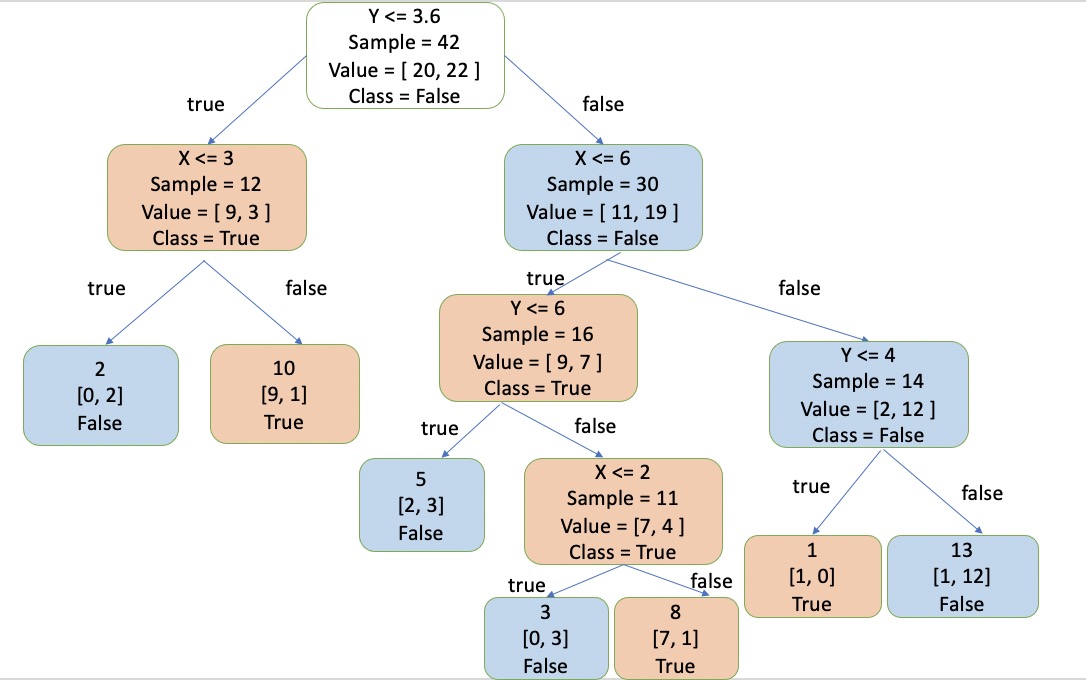 Y <= 3.6
Sample = 42
Value = [ 20, 22 ]
Class = False
true
false
X <= 3
Sample = 12
Value = [ 9, 3 ]
Class = True
X <= 6
Sample = 30
Value = [ 11, 19 ]
Class = False
true
false
true
false
2
[0, 2]
False
10
[9, 1]
True
Y <= 6
Sample = 16
Value = [ 9, 7 ]
Class = True
Y <= 4
Sample = 14
Value = [2, 12 ]
Class = False
true
false
true
false
5
[2, 3]
False
X <= 2
Sample = 11
Value = [7, 4 ]
Class = True
1
[1, 0]
True
13
[1, 12]
False
true
false
3
[0, 3]
False
8
[7, 1]
True